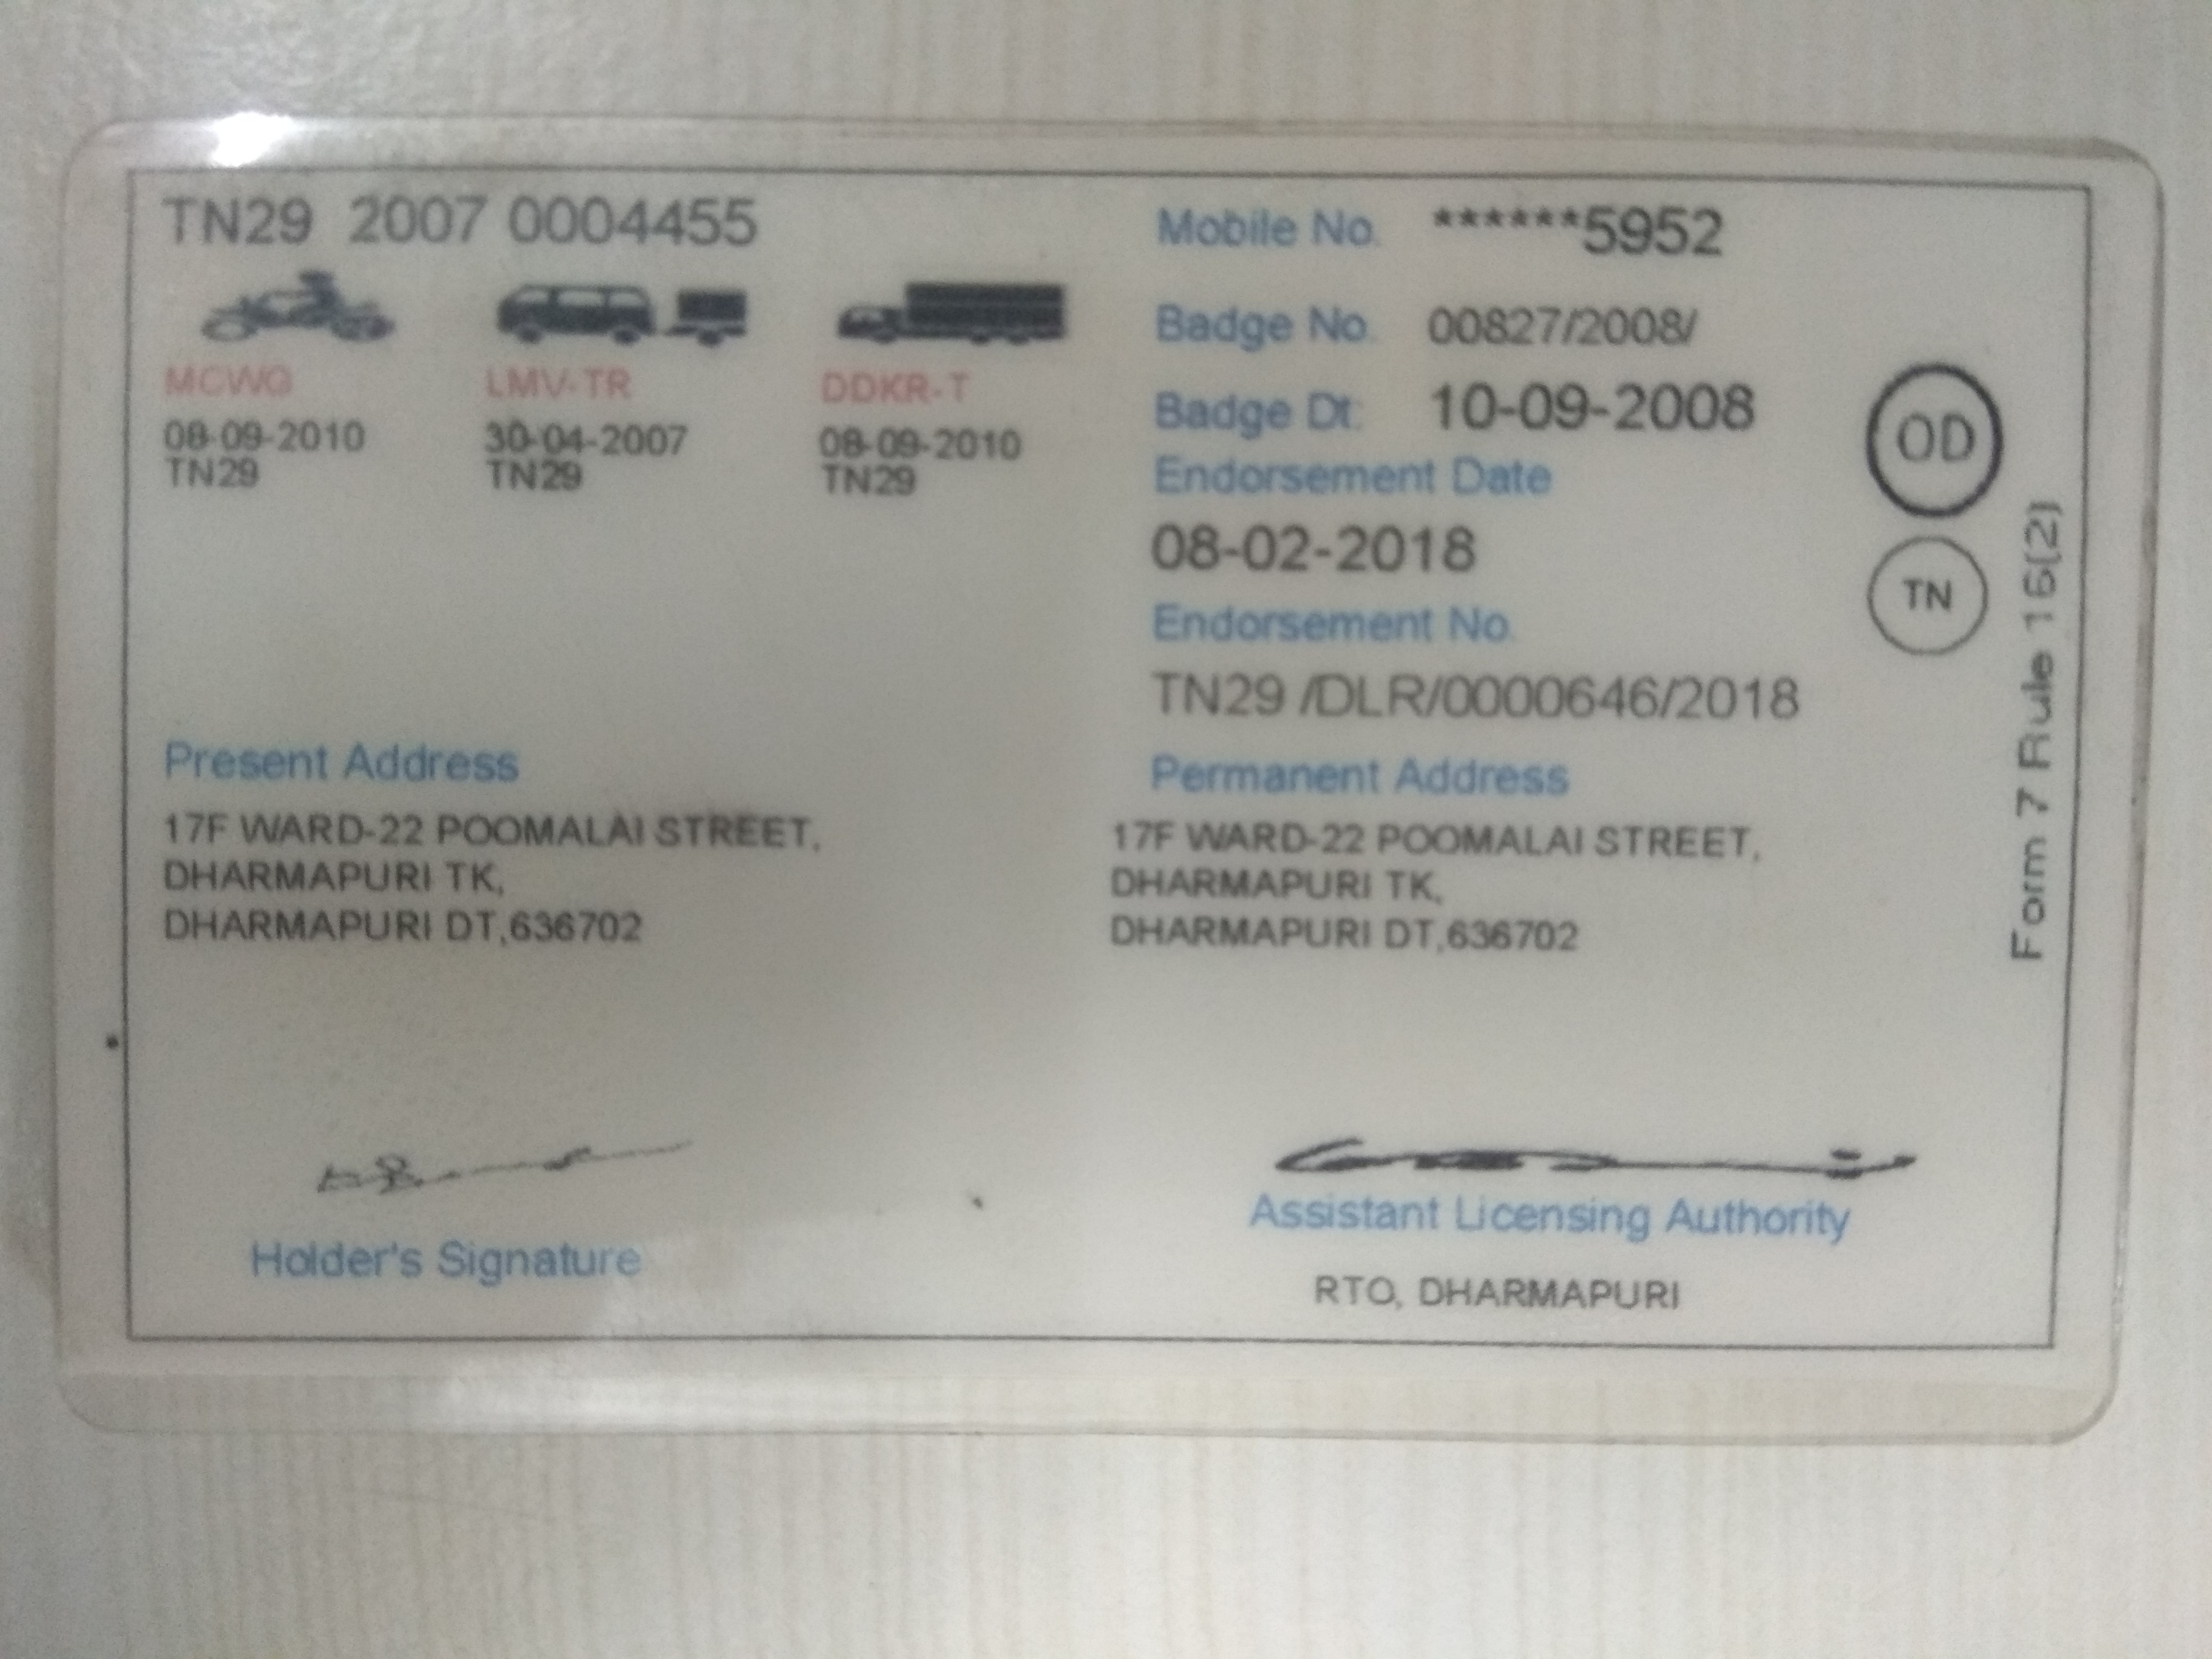 TN29 2007 0004455
MCWG LMV-TR DDKR-T
08-09-2010 30-04-2007 08-09-2010
TN29 TN29 TN29
Mobile No. ******5952
Badge No. 00827/2008/
Badge Dt: 10-09-2008
Endorsement Date
08-02-2018
Endorsement No.
TN29 /DLR/0000646/2018
OD
TN
Form 7 Rule 16(2)
Present Address
17F WARD-22 POOMALAI STREET,
DHARMAPURI TK,
DHARMAPURI DT,636702
Permanent Address
17F WARD-22 POOMALAI STREET,
DHARMAPURI TK,
DHARMAPURI DT,636702
Holder's Signature
Assistant Licensing Authority
RTO, DHARMAPURI